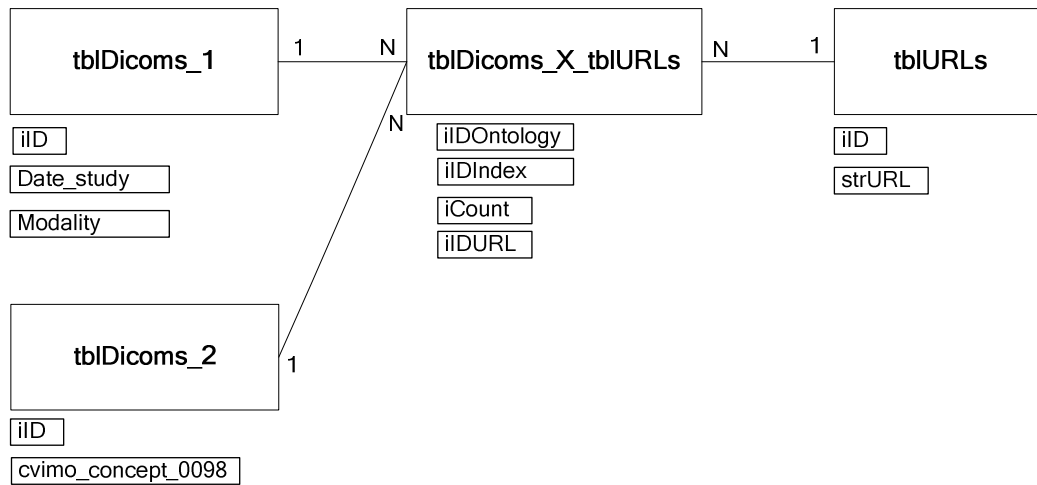 tblDicoms_1
1
N
tblDicoms_X_tblURLs
N
1
tblURLs
N
iID
Date_study
Modality
iIDOntology
iIDIndex
iCount
iIDURL
iID
strURL
tblDicoms_2
1
iID
cvimo_concept_0098